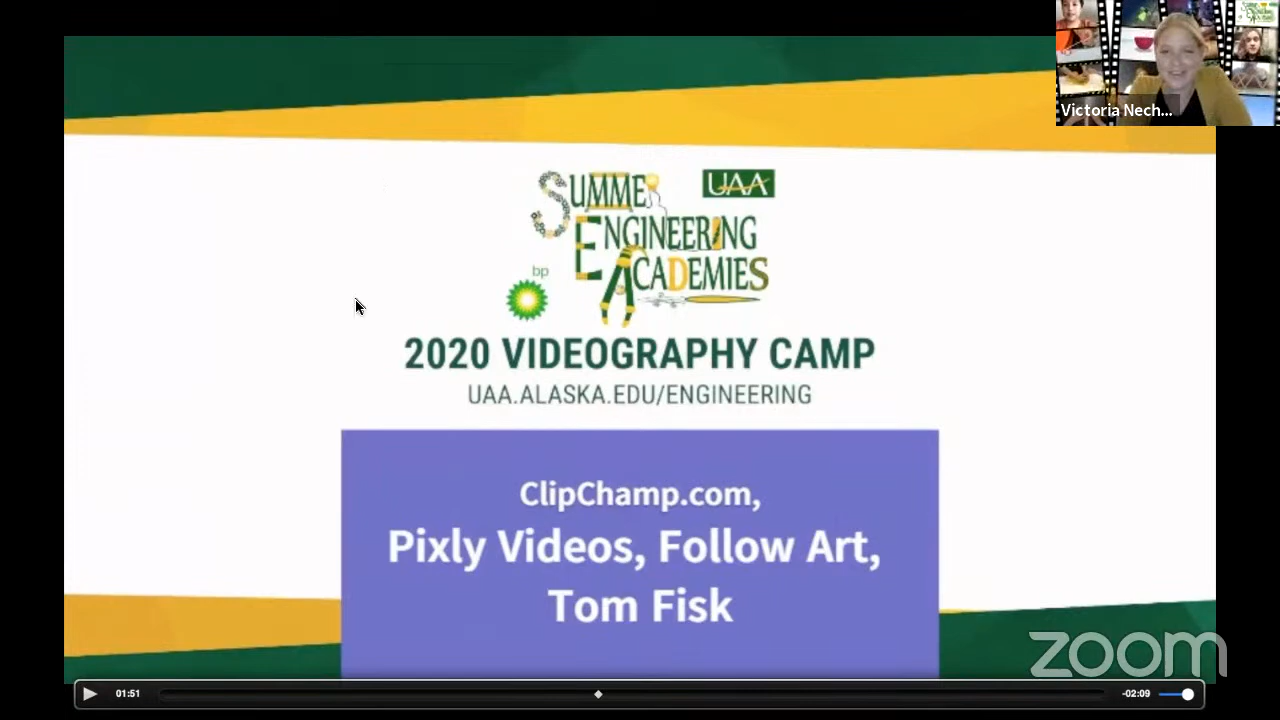 Victoria Nech...
SUMMER
UAA
ENGINEERING
ACADEMIES
bp
2020 VIDEOGRAPHY CAMP
UAA.ALASKA.EDU/ENGINEERING
ClipChamp.com,
Pixly Videos, Follow Art,
Tom Fisk
zoom
01:51
-02:09